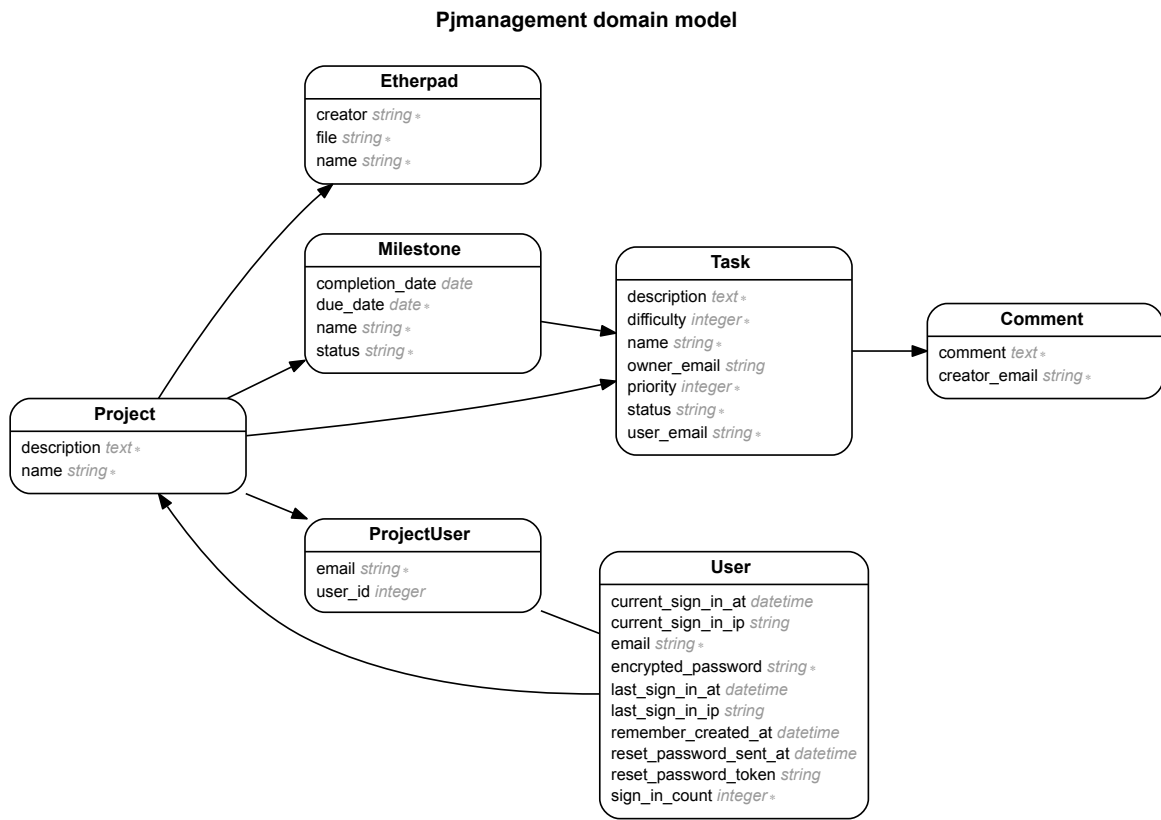 Pjmanagement domain model
Etherpad
creator string ∗
file string ∗
name string ∗
Milestone
completion_date date
due_date date ∗
name string ∗
status string ∗
Task
description text ∗
difficulty integer ∗
name string ∗
owner_email string
priority integer ∗
status string ∗
user_email string ∗
Comment
comment text ∗
creator_email string ∗
Project
description text ∗
name string ∗
ProjectUser
email string ∗
user_id integer
User
current_sign_in_at datetime
current_sign_in_ip string
email string ∗
encrypted_password string ∗
last_sign_in_at datetime
last_sign_in_ip string
remember_created_at datetime
reset_password_sent_at datetime
reset_password_token string
sign_in_count integer ∗